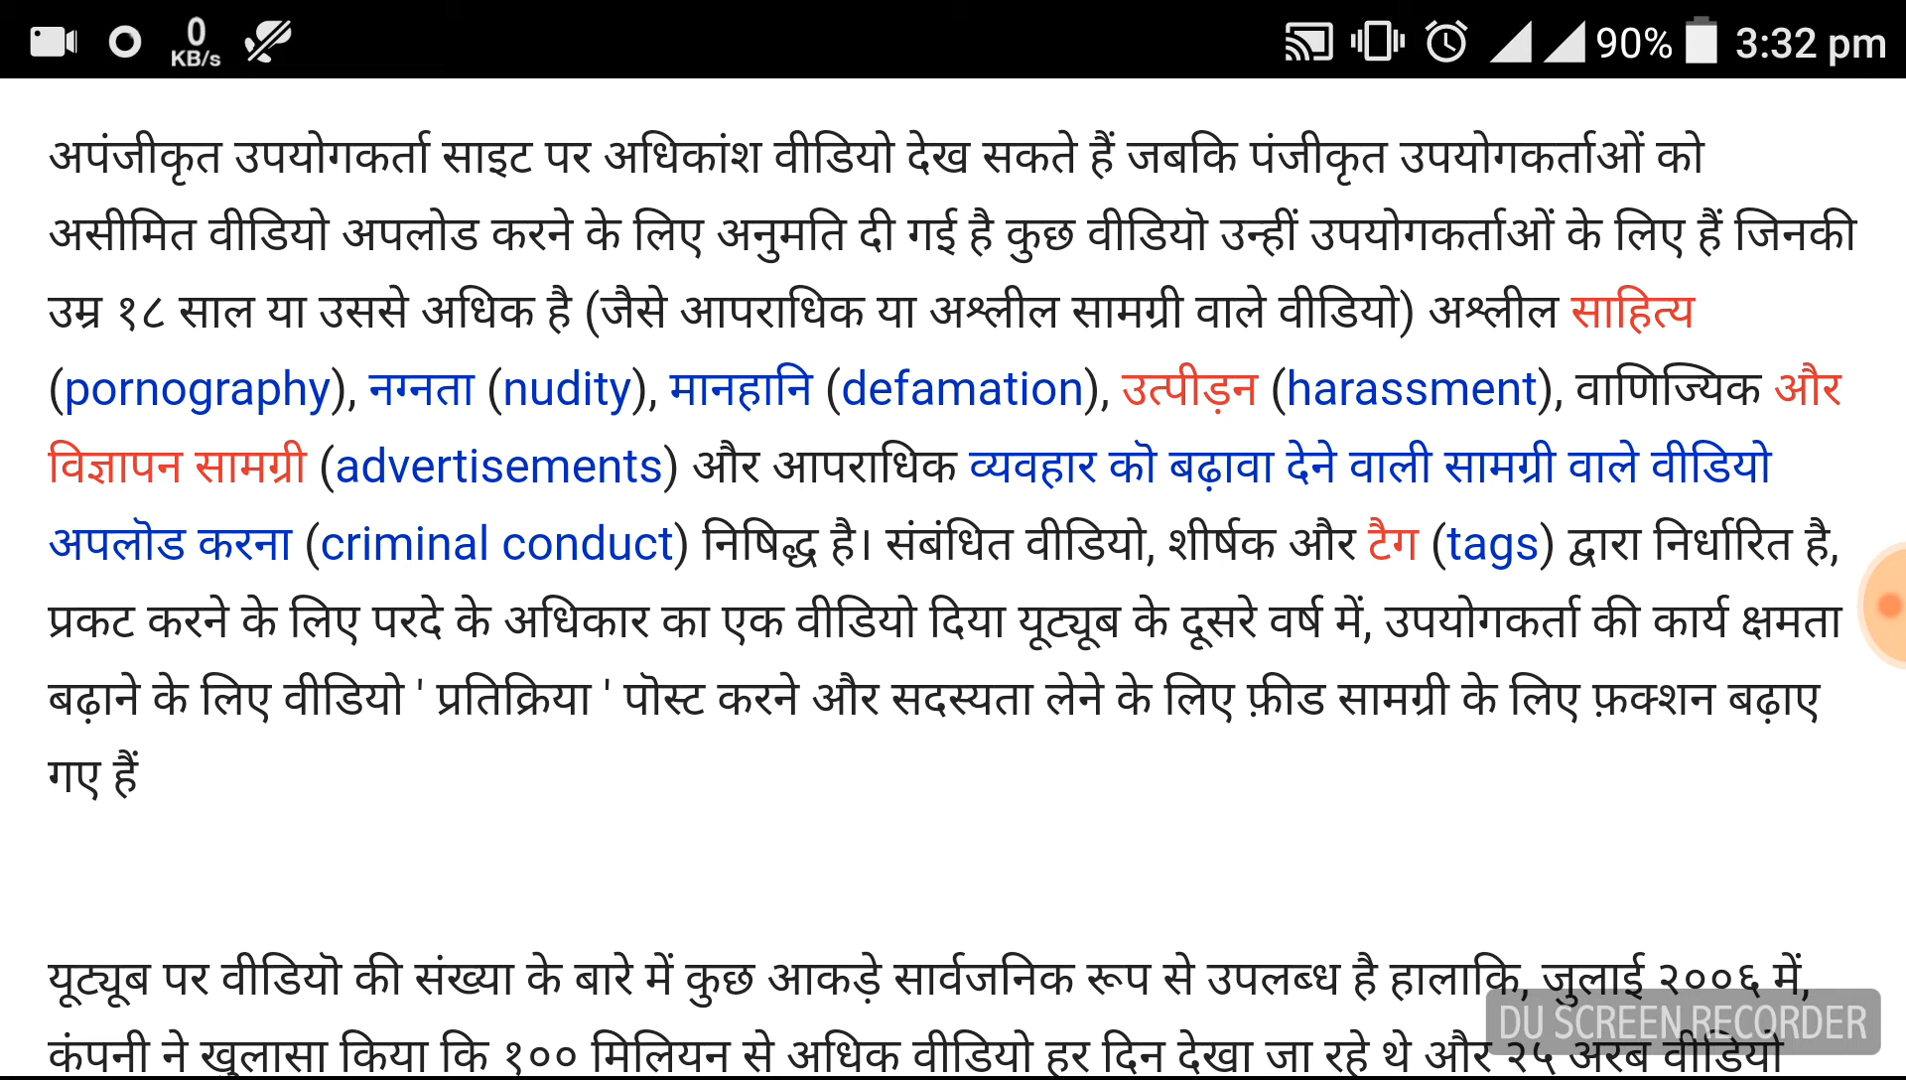 0
KB/s
90% 3:32 pm
अपंजीकृत उपयोगकर्ता साइट पर अधिकांश वीडियो देख सकते हैं जबकि पंजीकृत उपयोगकर्ताओं को
असीमित वीडियो अपलोड करने के लिए अनुमति दी गई है कुछ वीडियॊ उन्हीं उपयोगकर्ताओं के लिए हैं जिनकी
उम्र १८ साल या उससे अधिक है (जैसे आपराधिक या अश्लील सामग्री वाले वीडियो) अश्लील साहित्य
(pornography), नग्नता (nudity), मानहानि (defamation), उत्पीड़न (harassment), वाणिज्यिक और
विज्ञापन सामग्री (advertisements) और आपराधिक व्यवहार कॊ बढ़ावा देने वाली सामग्री वाले वीडियो
अपलॊड करना (criminal conduct) निषिद्ध है। संबंधित वीडियो, शीर्षक और टैग (tags) द्वारा निर्धारित है,
प्रकट करने के लिए परदे के अधिकार का एक वीडियो दिया यूट्यूब के दूसरे वर्ष में, उपयोगकर्ता की कार्य क्षमता
बढ़ाने के लिए वीडियो ' प्रतिक्रिया ' पॊस्ट करने और सदस्यता लेने के लिए फ़ीड सामग्री के लिए फ़क्शन बढ़ाए
गए हैं
यूट्यूब पर वीडियॊ की संख्या के बारे में कुछ आकड़े सार्वजनिक रूप से उपलब्ध है हालाकि, जुलाई २००६ में,
कंपनी ने खुलासा किया कि १०० मिलियन से अधिक वीडियो हर दिन देखा जा रहे थे और २५ अरब वीडियो
DU SCREEN RECORDER